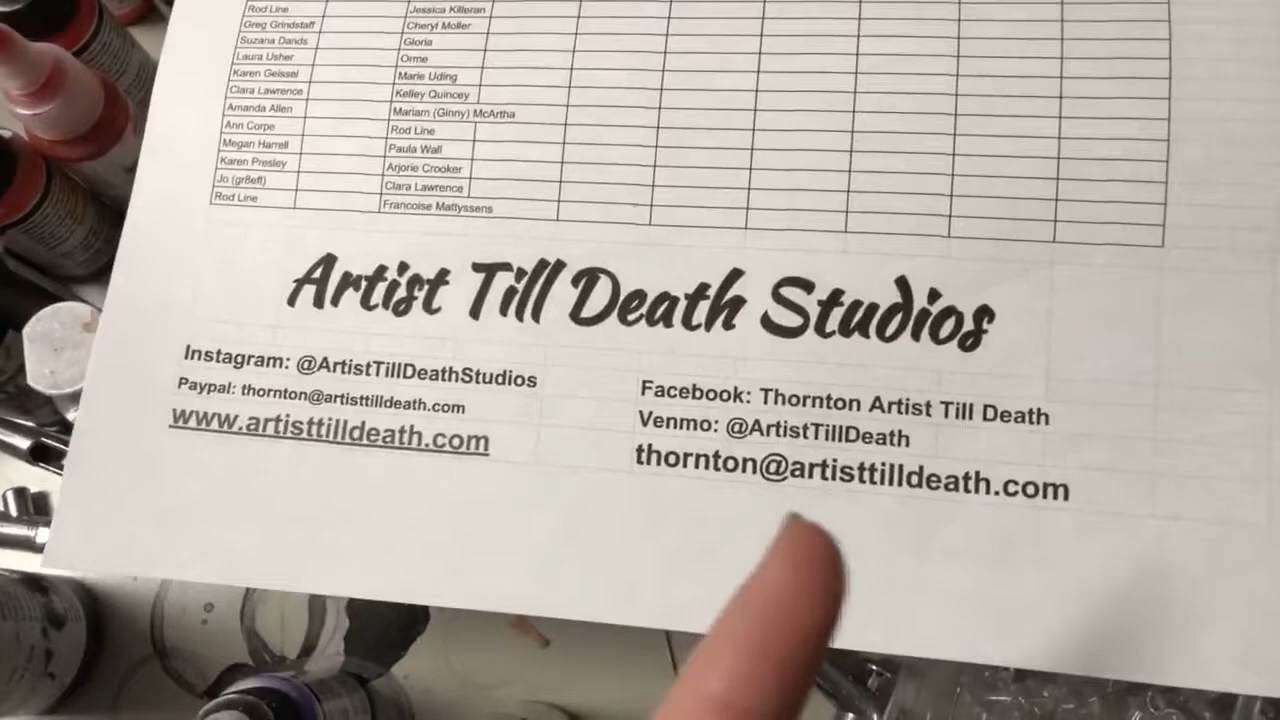 Rod Line Jessica Killeran
Greg Grindstaff Cheryl Moller
Suzana Dands Gloria
Laura Usher Orme
Karen Geissel Marie Uding
Clara Lawrence Kelley Quincey
Amanda Allen Mariam (Ginny) McArtha
Ann Corpe Rod Line
Megan Harrell Paula Wall
Karen Presley Arjorie Crooker
Jo (gr8eft) Clara Lawrence
Rod Line Francoise Mattyssens
Artist Till Death Studios
Instagram: @ArtistTillDeathStudios
Paypal: thornton@artisttilldeath.com
www.artisttilldeath.com
Facebook: Thornton Artist Till Death
Venmo: @ArtistTillDeath
thornton@artisttilldeath.com